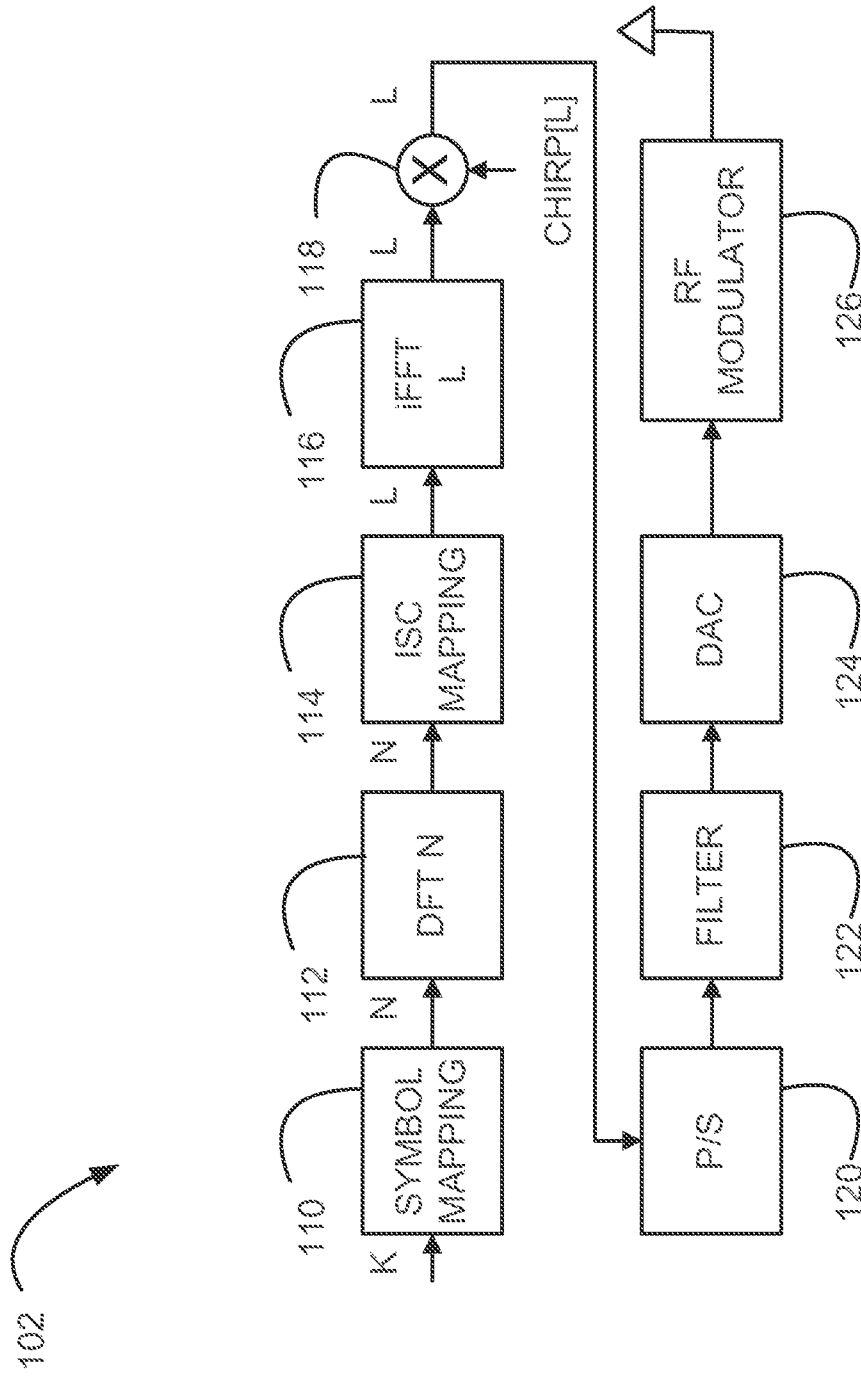 102
110
112
114
116
118
K
SYMBOL
MAPPING
N
DFT N
N
ISC
MAPPING
L
iFFT
L
L
X
L
CHIRP[L]
P/S
FILTER
DAC
RF
MODULATOR
120
122
124
126